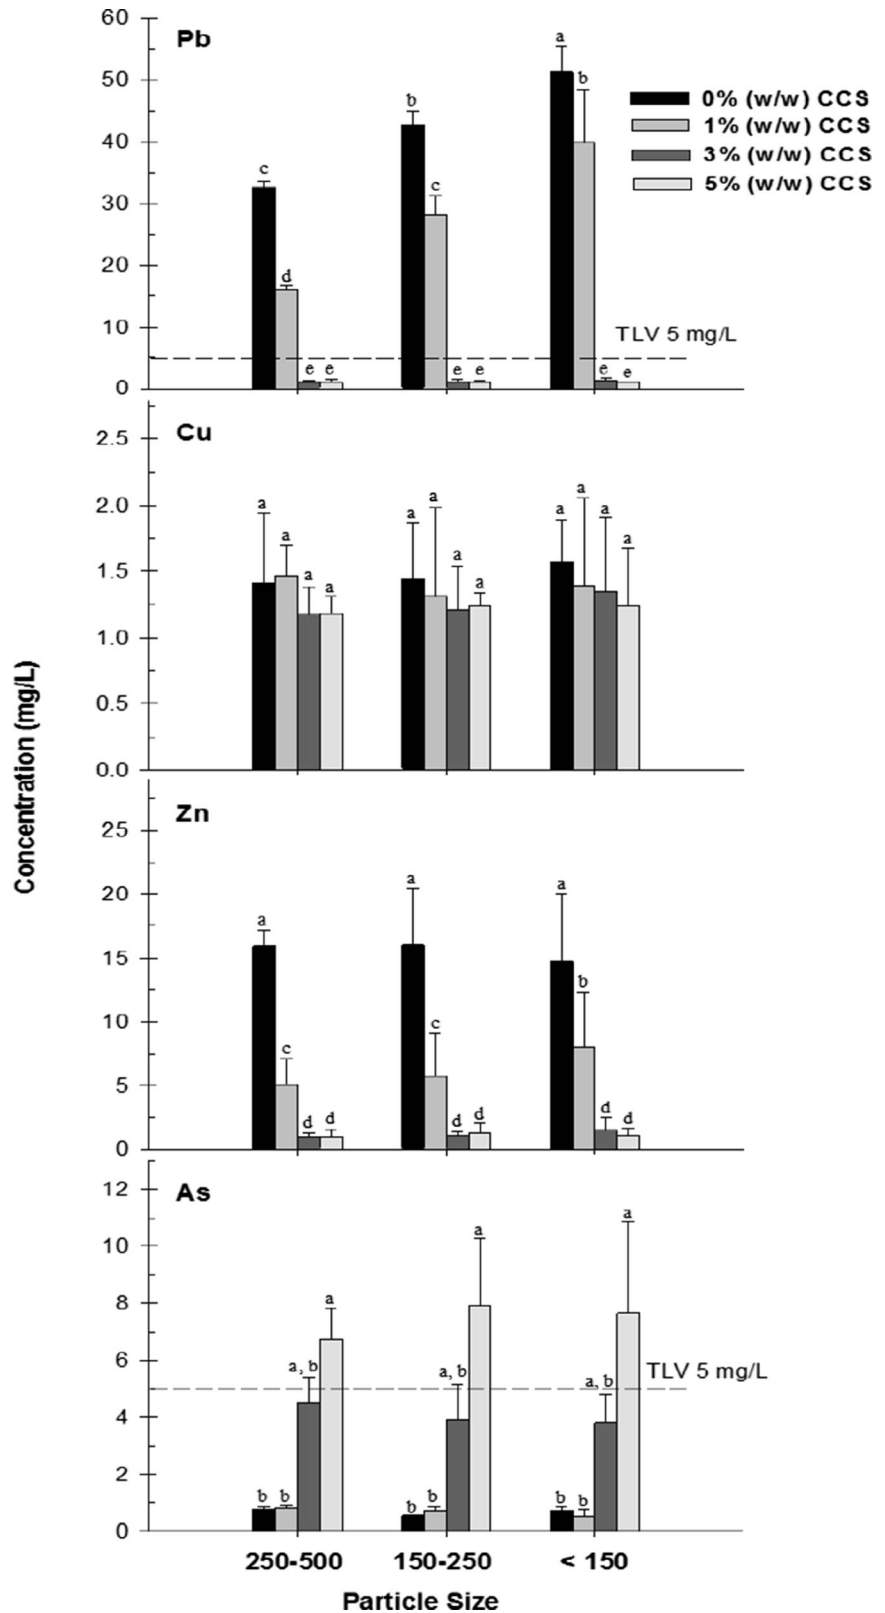 60
Pb
a
0% (w/w) CCS
50
b
b
1% (w/w) CCS
40
3% (w/w) CCS
c
c
5% (w/w) CCS
30
20
d
10
TLV 5 mg/L
e e e e e e
0
Cu
2.5
a a a a
2.0
a a a a
a a a a
1.5
1.0
0.5
0.0
Concentration (mg/L)
Zn
25
a a a
20
15
b
10
c c
5
d d d d d d
0
As
12
a
a
10
8
a
6
a, b a, b a, b
TLV 5 mg/L
4
2
b b b b b b
0
250-500 150-250 < 150
Particle Size